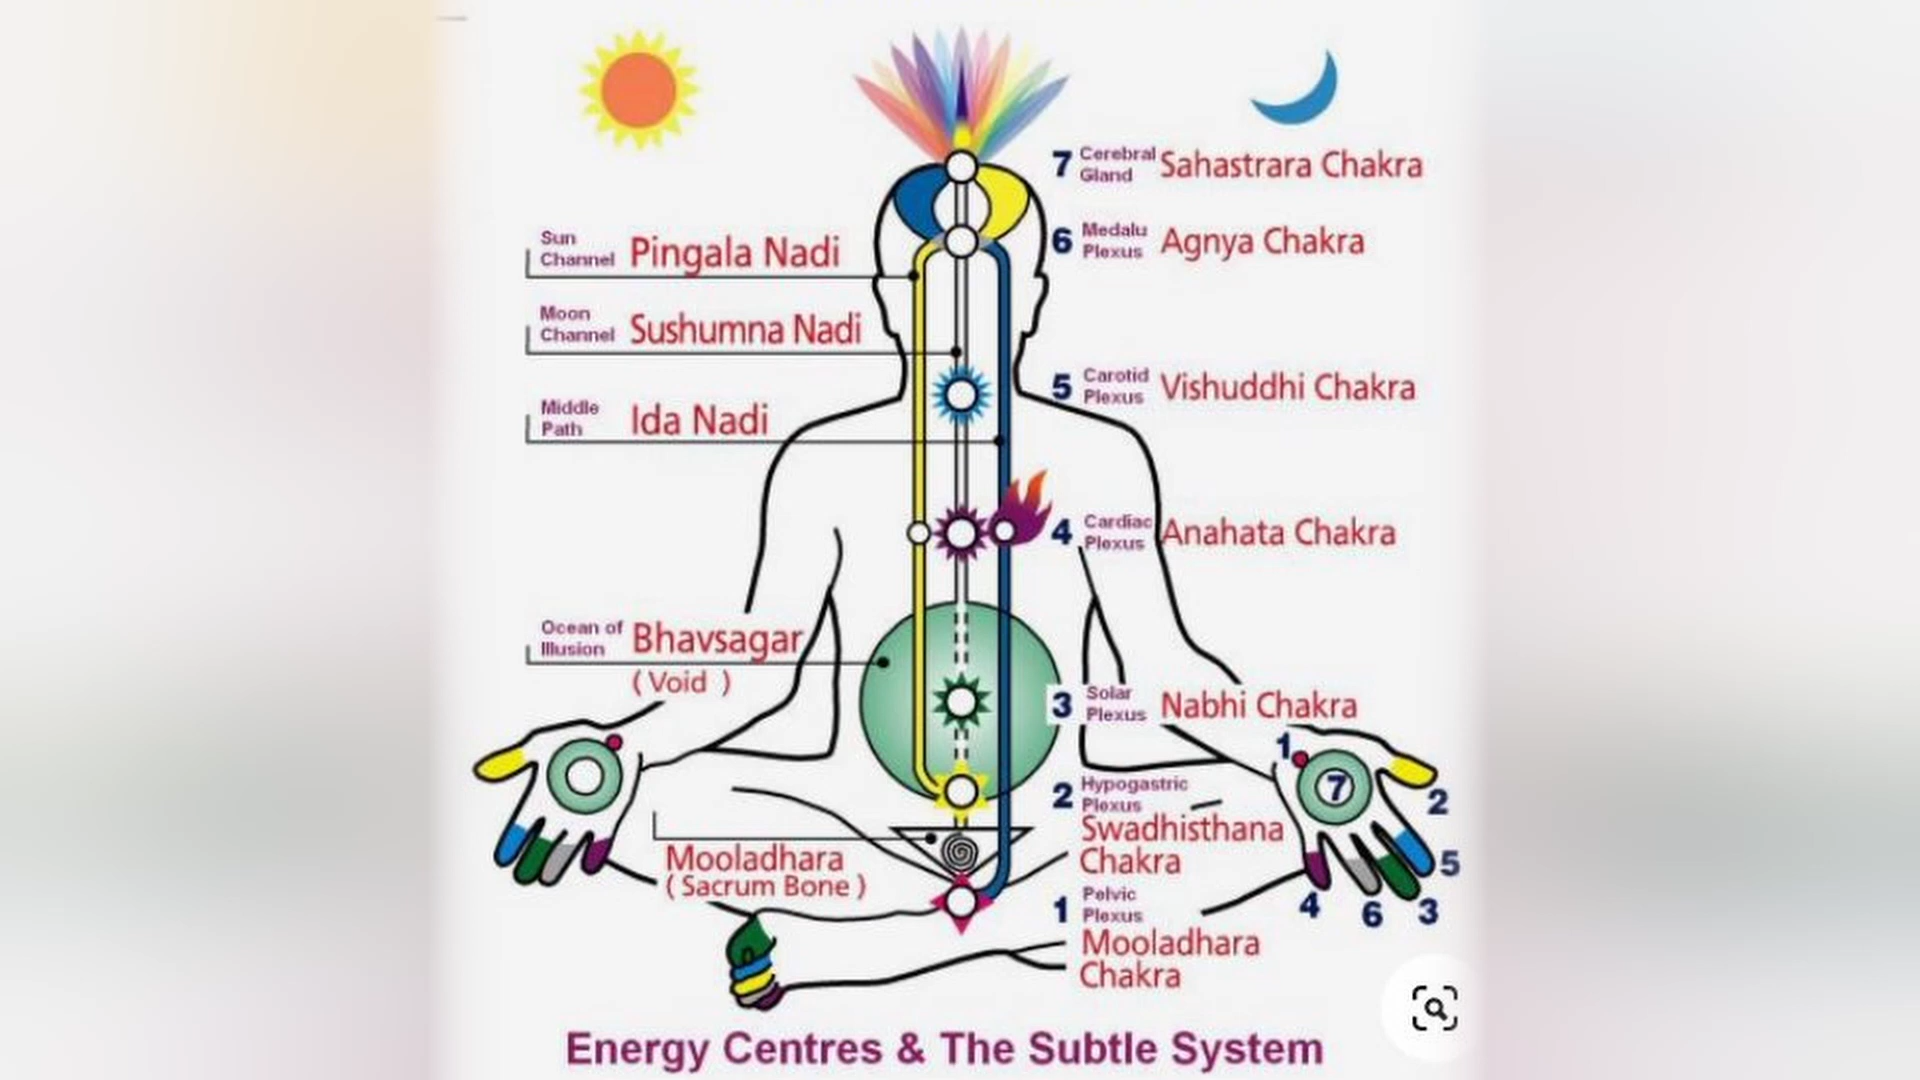 7 Cerebral Gland Sahastrara Chakra
Sun Channel Pingala Nadi
6 Medalu Plexus Agnya Chakra
Moon Channel Sushumna Nadi
5 Carotid Plexus Vishuddhi Chakra
Middle Path Ida Nadi
4 Cardiac Plexus Anahata Chakra
Ocean of Illusion Bhavsagar
( Void )
3 Solar Plexus Nabhi Chakra
1
7
2
5
4
6
3
2 Hypogastric Plexus
Swadhisthana
Chakra
Mooladhara
( Sacrum Bone )
1 Pelvic Plexus
Mooladhara
Chakra
Energy Centres & The Subtle System